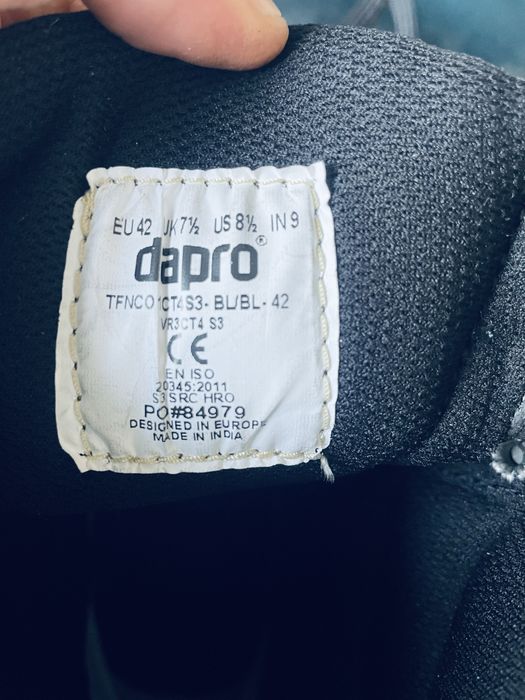 EU 42 UK 7½ US 8½ IN 9
dapro®
TFNCO1CT4S3- BL/BL- 42
VR3CT4 S3
CE
EN ISO
20345:2011
S3 SRC HRO
PO#84979
DESIGNED IN EUROPE
MADE IN INDIA